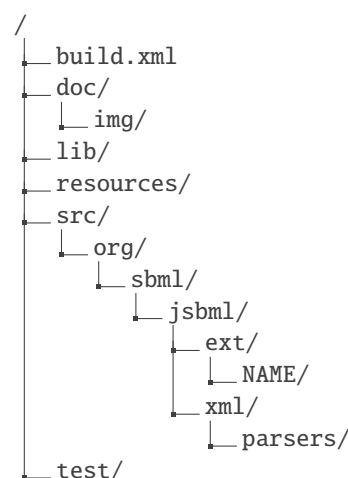 /
build.xml
doc/
img/
lib/
resources/
src/
org/
sbml/
jsbml/
ext/
NAME/
xml/
parsers/
test/